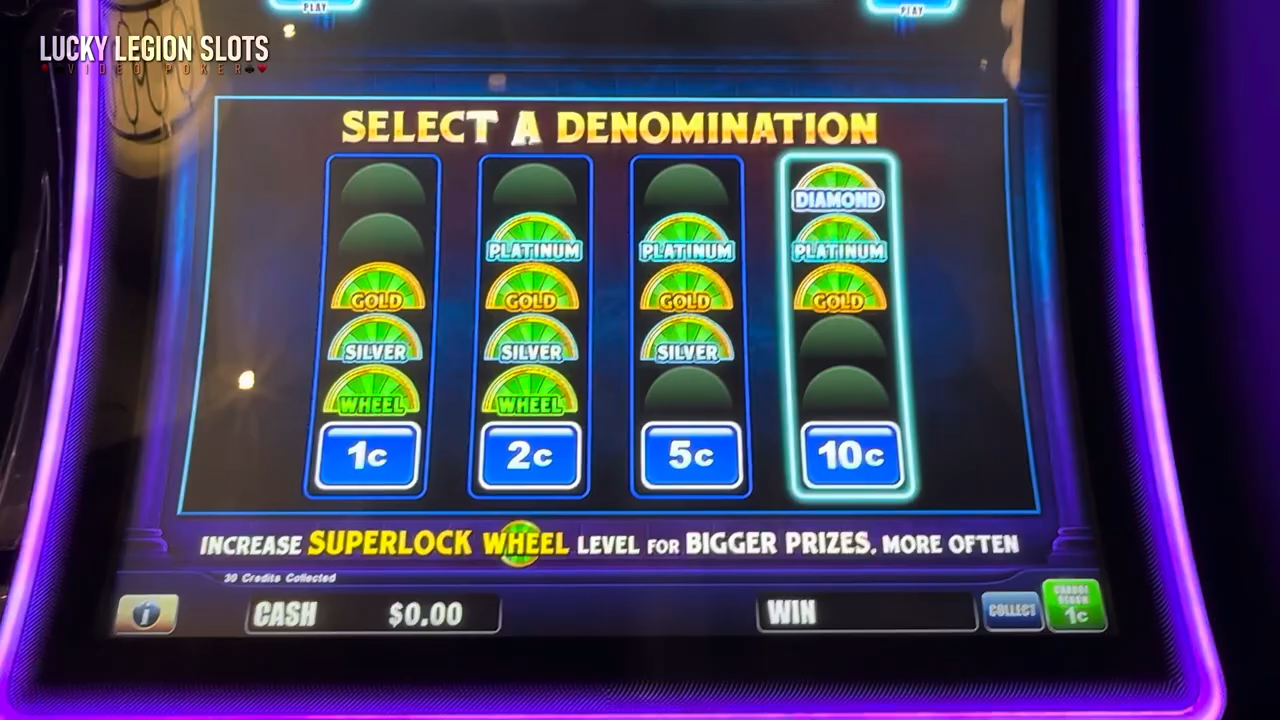 PLAY
PLAY
LUCKY LEGION SLOTS
VIDEO POKER
SELECT A DENOMINATION
DIAMOND
PLATINUM
PLATINUM
PLATINUM
GOLD
GOLD
GOLD
GOLD
SILVER
SILVER
SILVER
WHEEL
WHEEL
1c
2c
5c
10c
INCREASE SUPERLOCK WHEEL LEVEL FOR BIGGER PRIZES, MORE OFTEN
30 Credits Collected
i
CASH $0.00
WIN
COLLECT
CHANGE
DENOM
1c